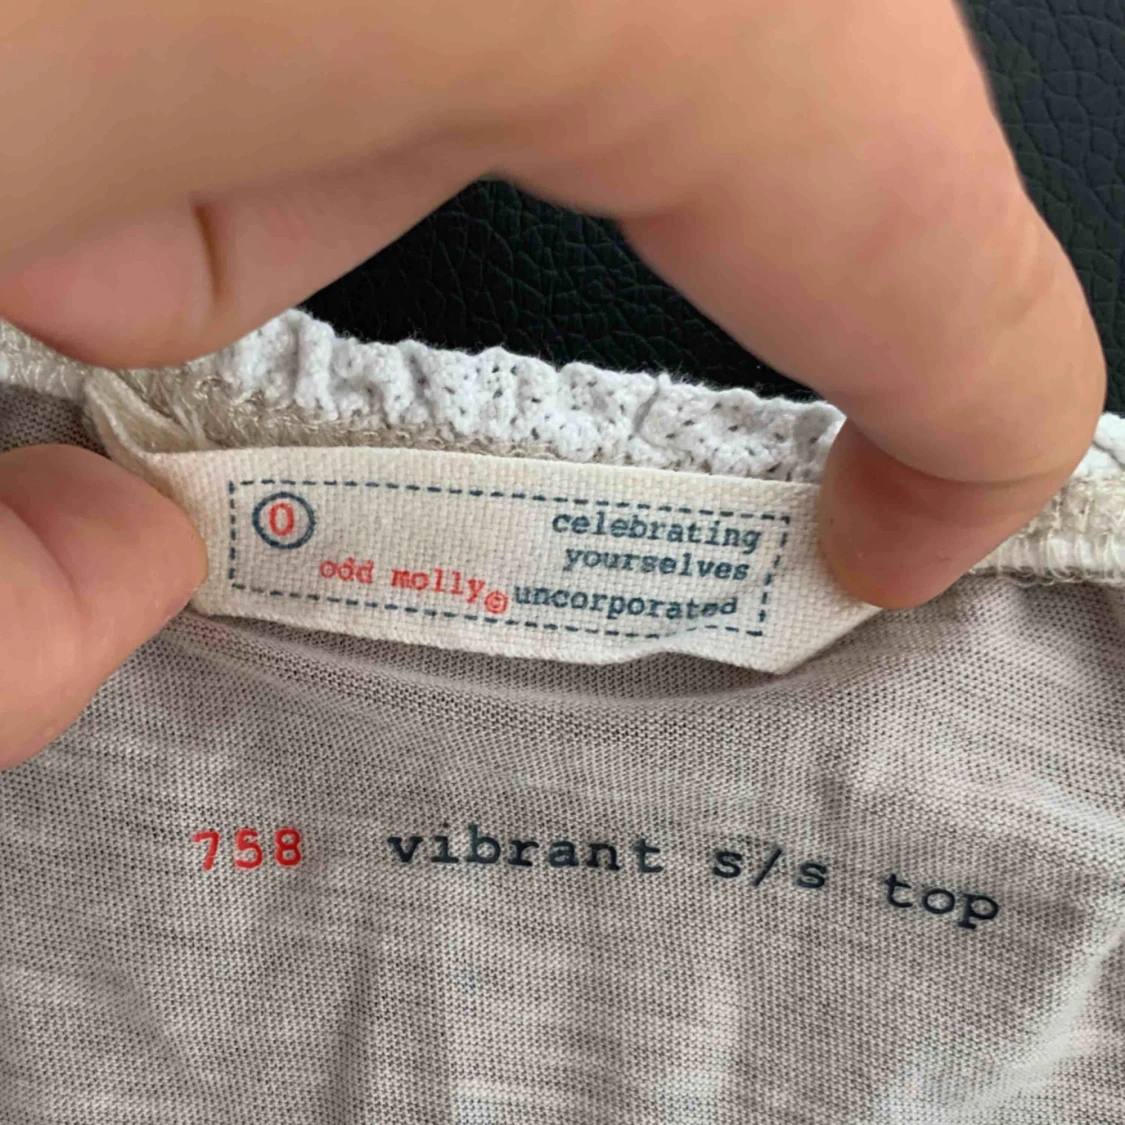 0
celebrating
yourselves
odd molly© uncorporated
758 vibrant s/s top